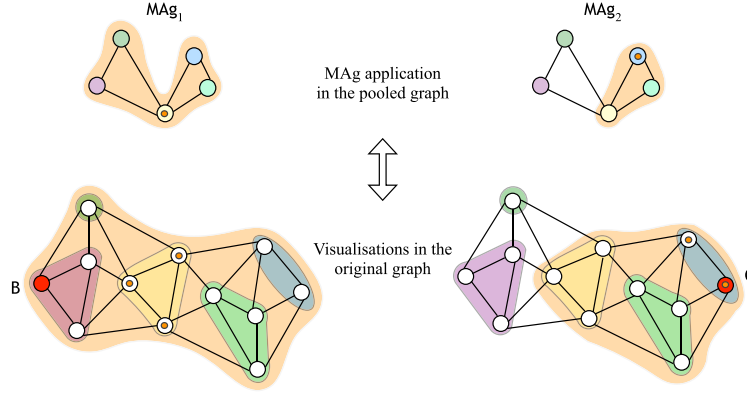 MAg1
MAg2
MAg application
in the pooled graph
Visualisations in the
original graph
B